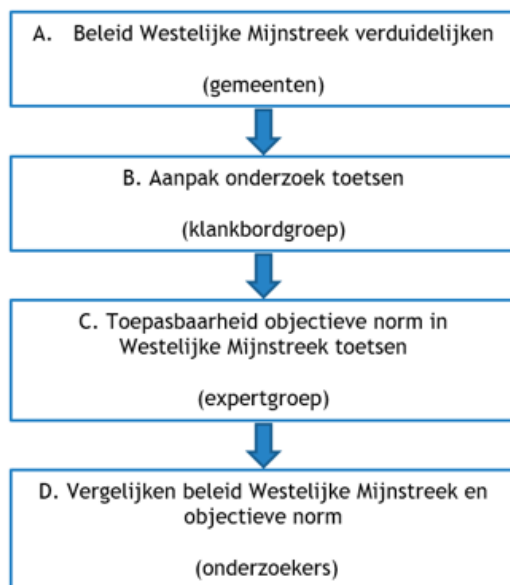 A. Beleid Westelijke Mijnstreek verduidelijken
(gemeenten)
B. Aanpak onderzoek toetsen
(klankbordgroep)
C. Toepasbaarheid objectieve norm in
Westelijke Mijnstreek toetsen
(expertgroep)
D. Vergelijken beleid Westelijke Mijnstreek en
objectieve norm
(onderzoekers)